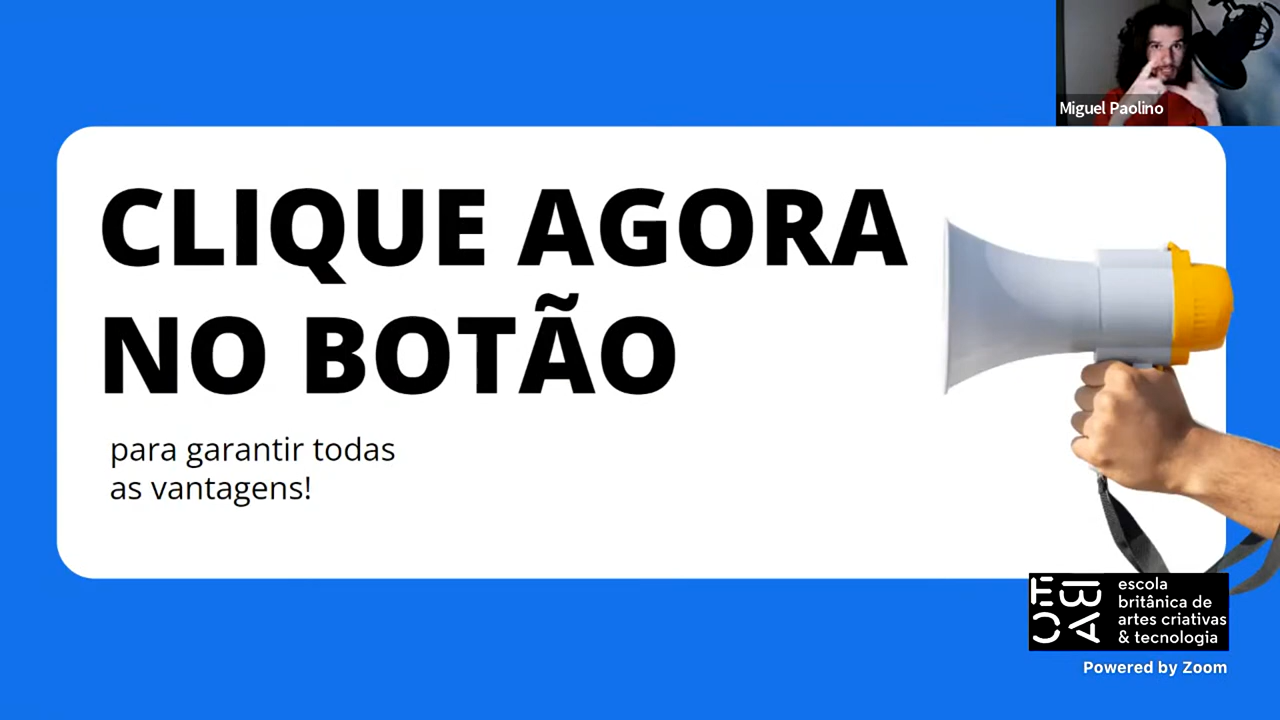 Miguel Paolino
CLIQUE AGORA
NO BOTÃO
para garantir todas
as vantagens!
escola
britânica de
artes criativas
& tecnologia
Powered by Zoom